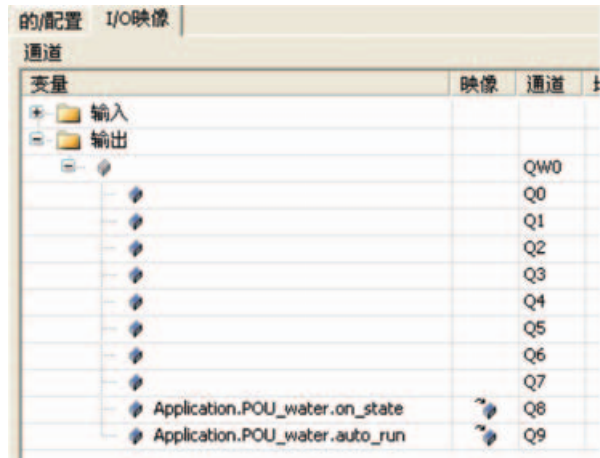 的/配置 I/O映像
通道
变量 映像 通道
输入
输出
QW0
Q0
Q1
Q2
Q3
Q4
Q5
Q6
Q7
Application.POU_water.on_state Q8
Application.POU_water.auto_run Q9